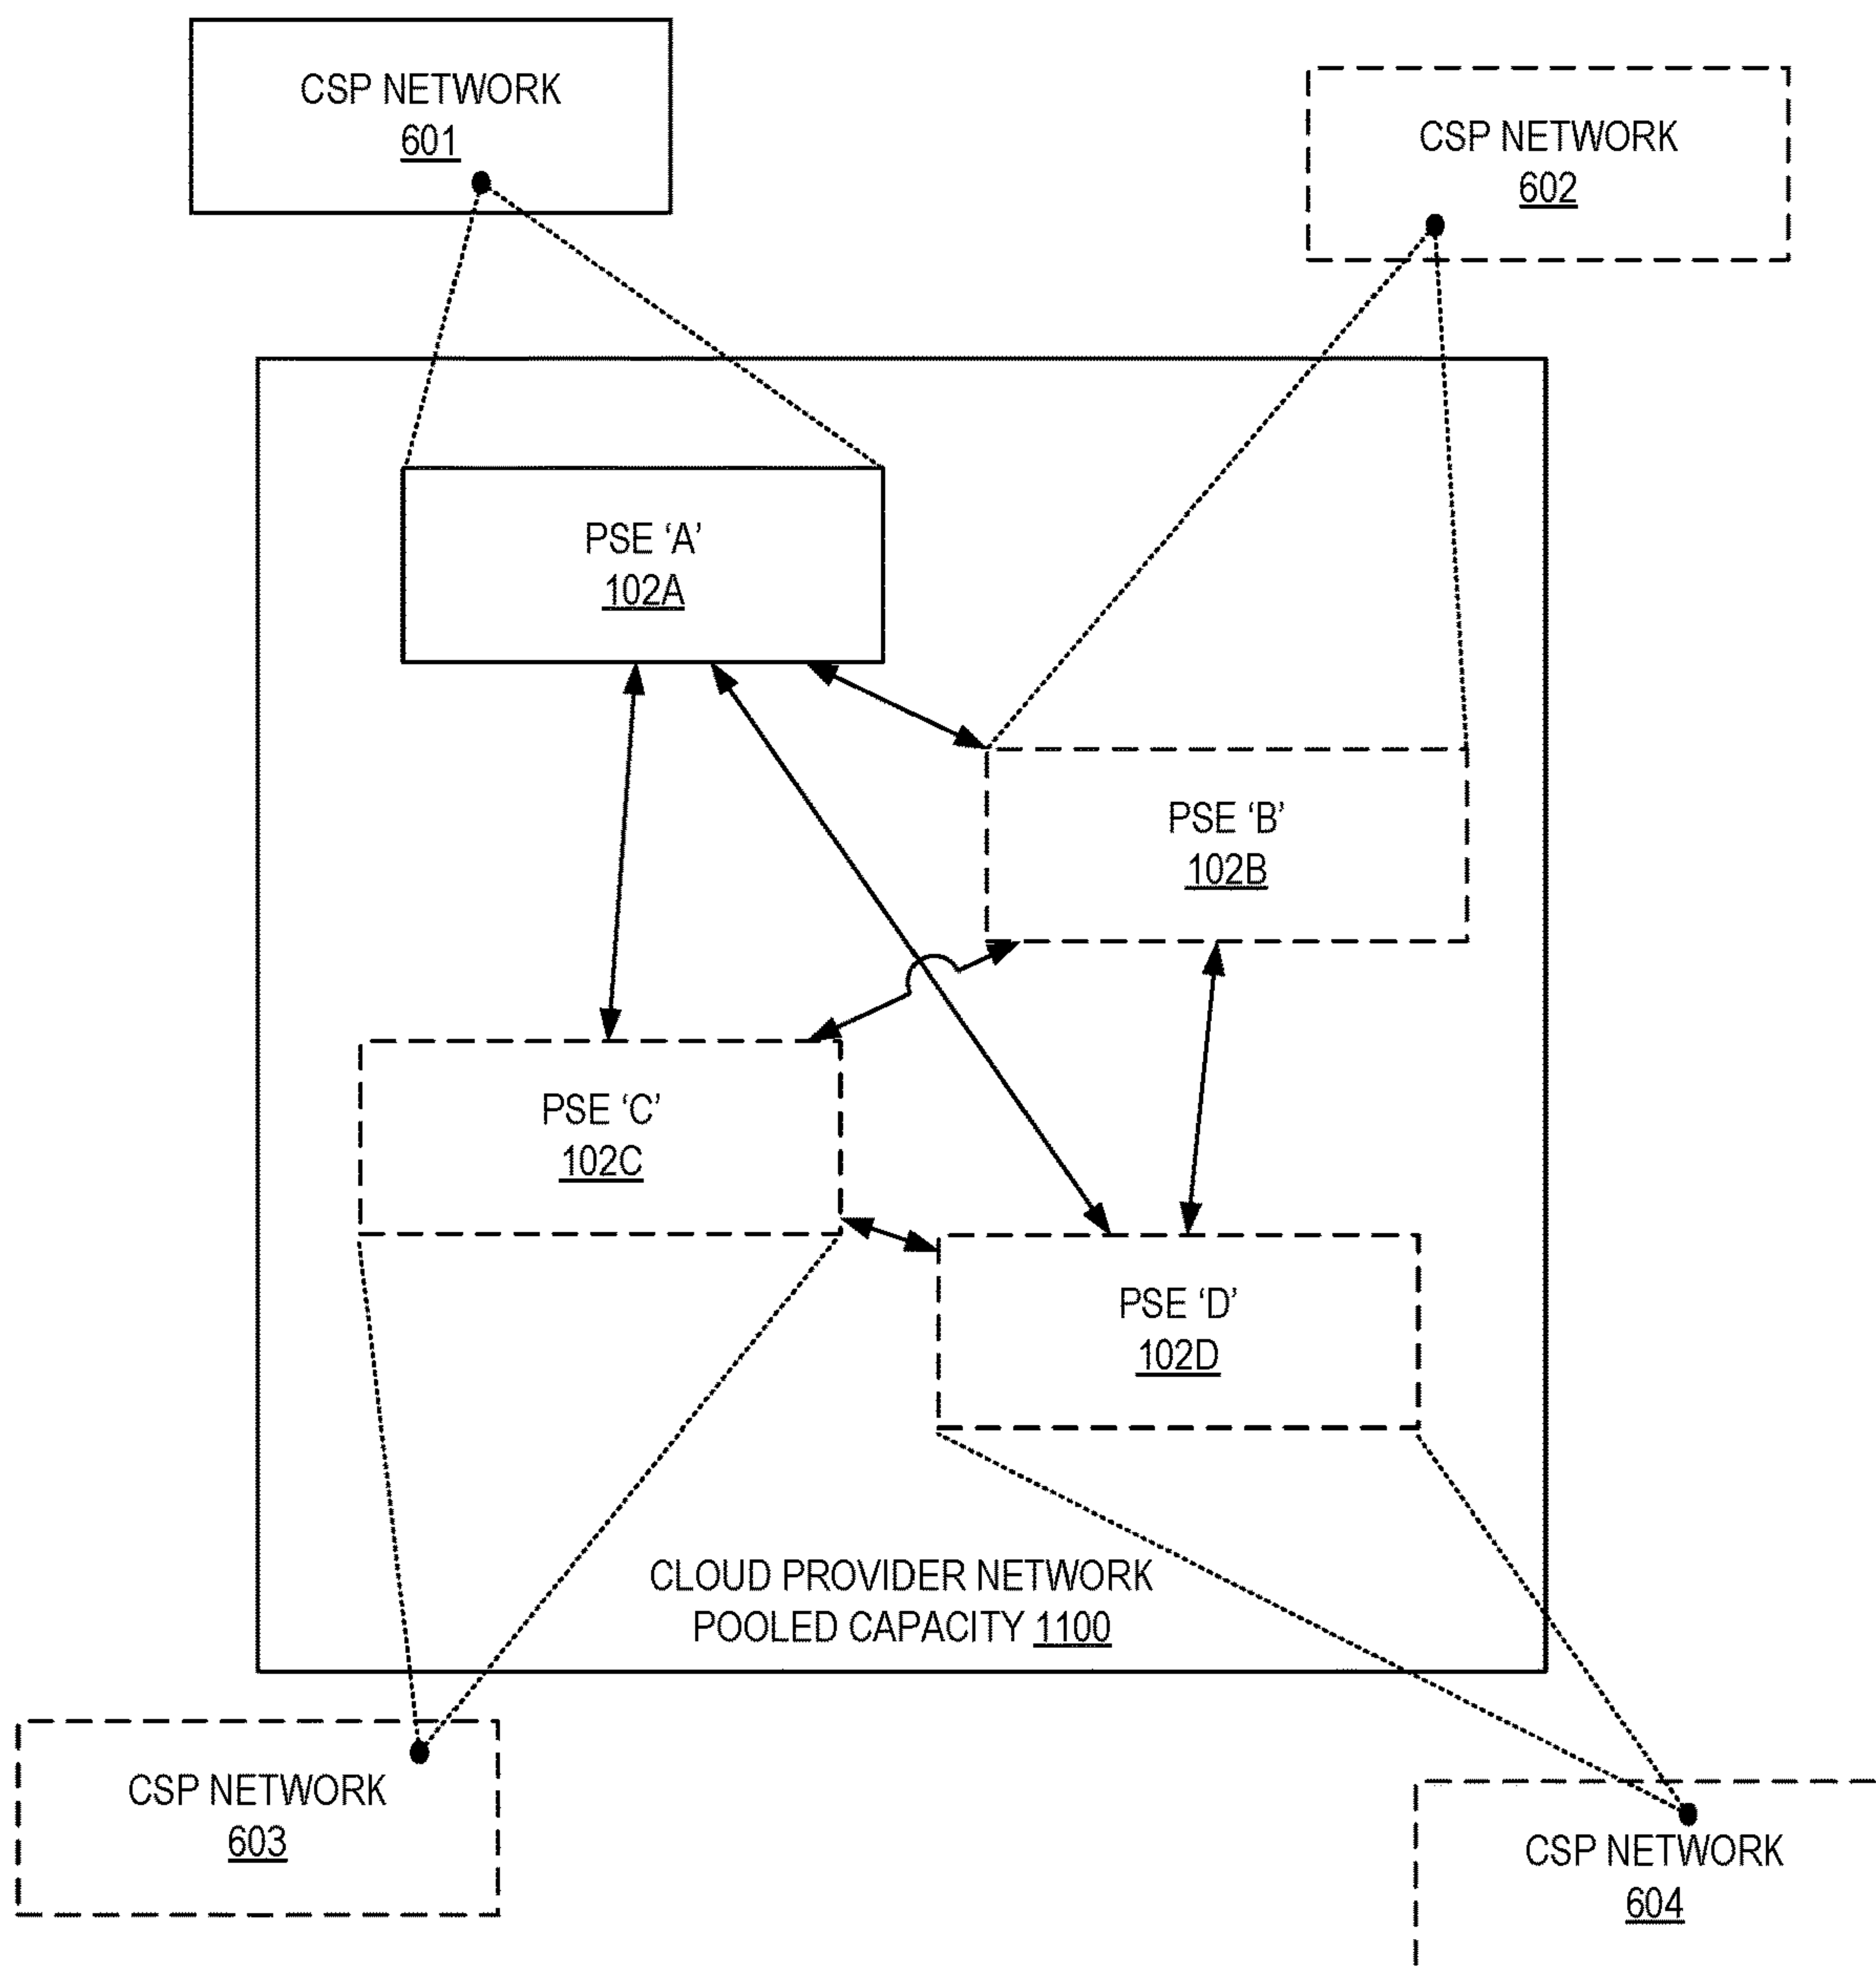 CSP NETWORK
601
CSP NETWORK
602
PSE ‘A’
102A
PSE ‘B’
102B
PSE ‘C’
102C
PSE ‘D’
102D
CLOUD PROVIDER NETWORK
POOLED CAPACITY 1100
CSP NETWORK
603
CSP NETWORK
604